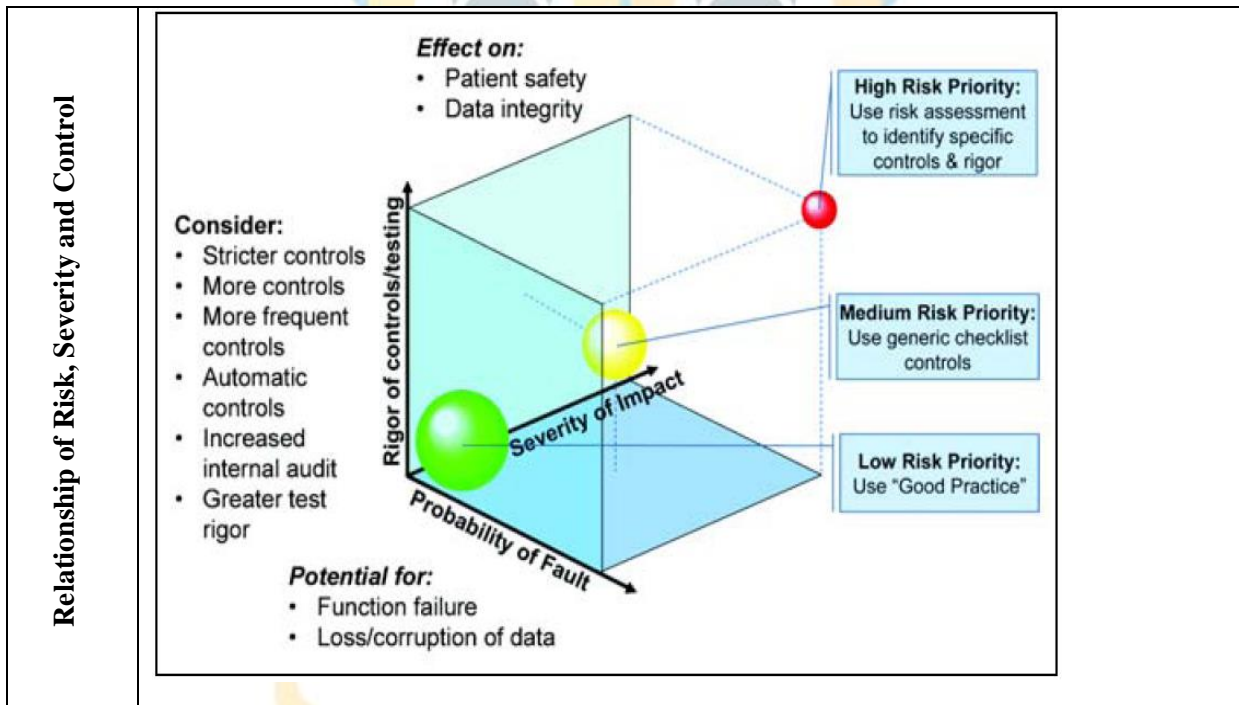 Relationship of Risk, Severity and Control
Effect on:
• Patient safety
• Data integrity
High Risk Priority:
Use risk assessment
to identify specific
controls & rigor
Consider:
• Stricter controls
• More controls
• More frequent
controls
• Automatic
controls
• Increased
internal audit
• Greater test
rigor
Rigor of controls/testing
Severity of Impact
Probability of Fault
Medium Risk Priority:
Use generic checklist
controls
Low Risk Priority:
Use “Good Practice”
Potential for:
• Function failure
• Loss/corruption of data